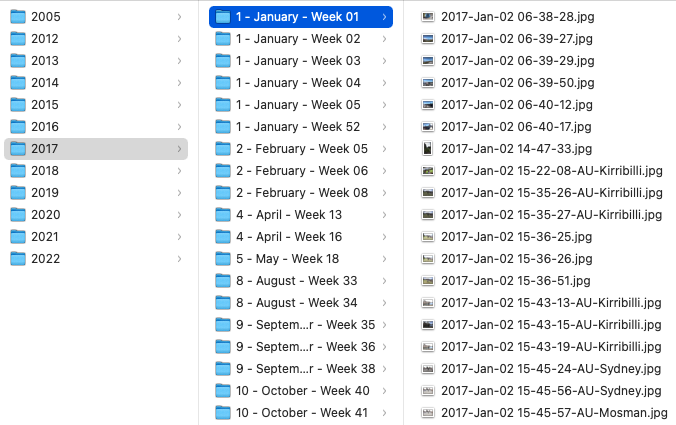 2005
2012
2013
2014
2015
2016
2017
2018
2019
2020
2021
2022
1 - January - Week 01
1 - January - Week 02
1 - January - Week 03
1 - January - Week 04
1 - January - Week 05
1 - January - Week 52
2 - February - Week 05
2 - February - Week 06
2 - February - Week 08
4 - April - Week 13
4 - April - Week 16
5 - May - Week 18
8 - August - Week 33
8 - August - Week 34
9 - Septem...r - Week 35
9 - Septem...r - Week 36
9 - Septem...r - Week 38
10 - October - Week 40
10 - October - Week 41
2017-Jan-02 06-38-28.jpg
2017-Jan-02 06-39-27.jpg
2017-Jan-02 06-39-29.jpg
2017-Jan-02 06-39-50.jpg
2017-Jan-02 06-40-12.jpg
2017-Jan-02 06-40-17.jpg
2017-Jan-02 14-47-33.jpg
2017-Jan-02 15-22-08-AU-Kirribilli.jpg
2017-Jan-02 15-35-26-AU-Kirribilli.jpg
2017-Jan-02 15-35-27-AU-Kirribilli.jpg
2017-Jan-02 15-36-25.jpg
2017-Jan-02 15-36-26.jpg
2017-Jan-02 15-36-51.jpg
2017-Jan-02 15-43-13-AU-Kirribilli.jpg
2017-Jan-02 15-43-15-AU-Kirribilli.jpg
2017-Jan-02 15-43-19-AU-Kirribilli.jpg
2017-Jan-02 15-45-24-AU-Sydney.jpg
2017-Jan-02 15-45-56-AU-Sydney.jpg
2017-Jan-02 15-45-57-AU-Mosman.jpg